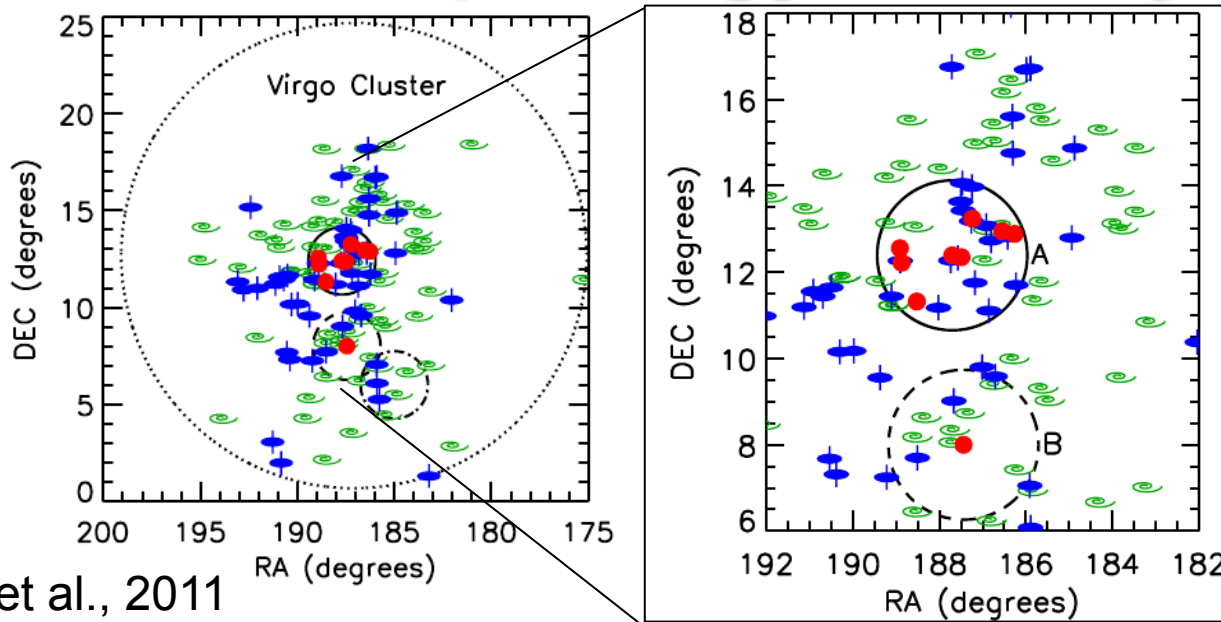 25
20
15
10
5
0
DEC (degrees)
Virgo Cluster
200 195 190 185 180 175
RA (degrees)
et al., 2011
18
16
14
12
10
8
6
DEC (degrees)
A
B
192 190 188 186 184 182
RA (degrees)